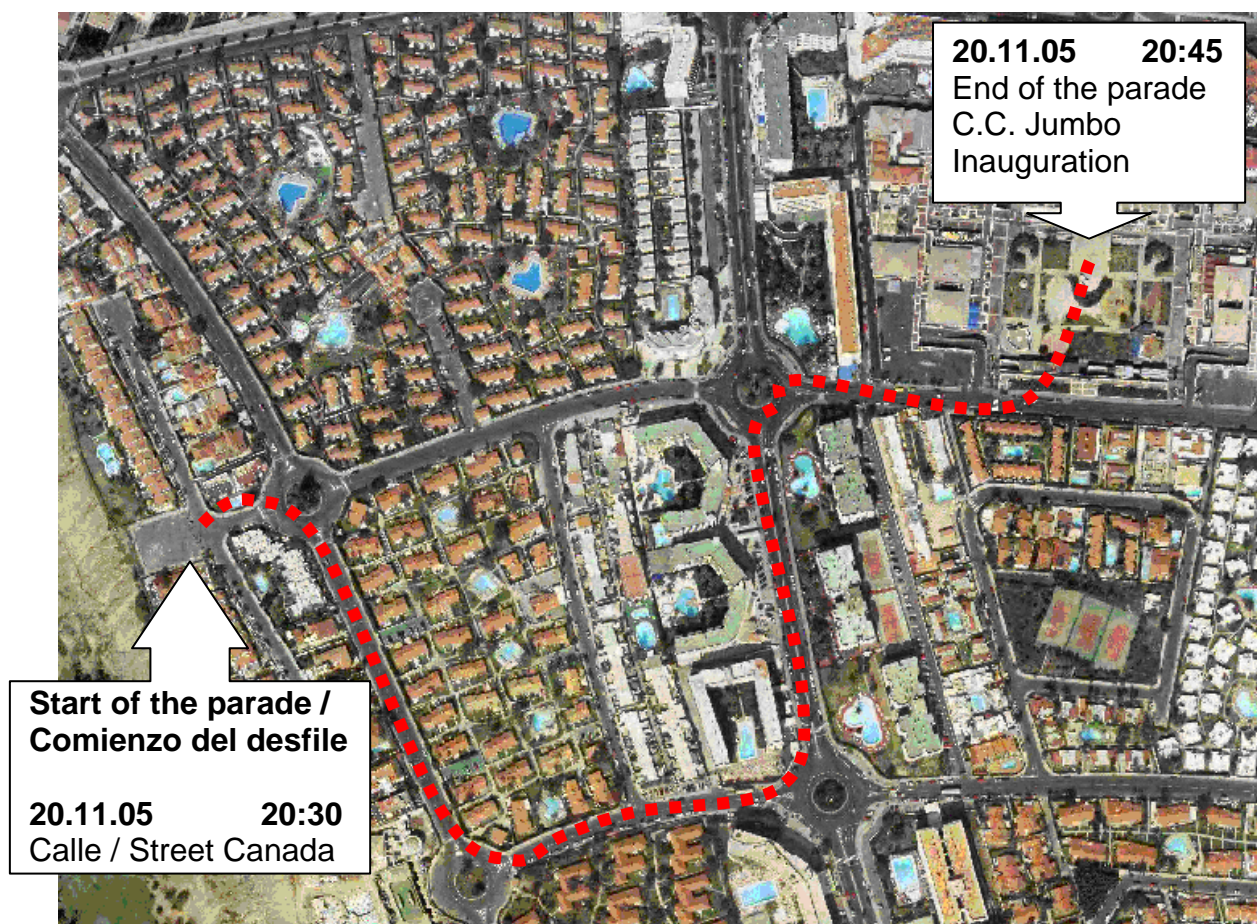 20.11.05 20:45
End of the parade
C.C. Jumbo
Inauguration
Start of the parade /
Comienzo del desfile
20.11.05 20:30
Calle / Street Canada